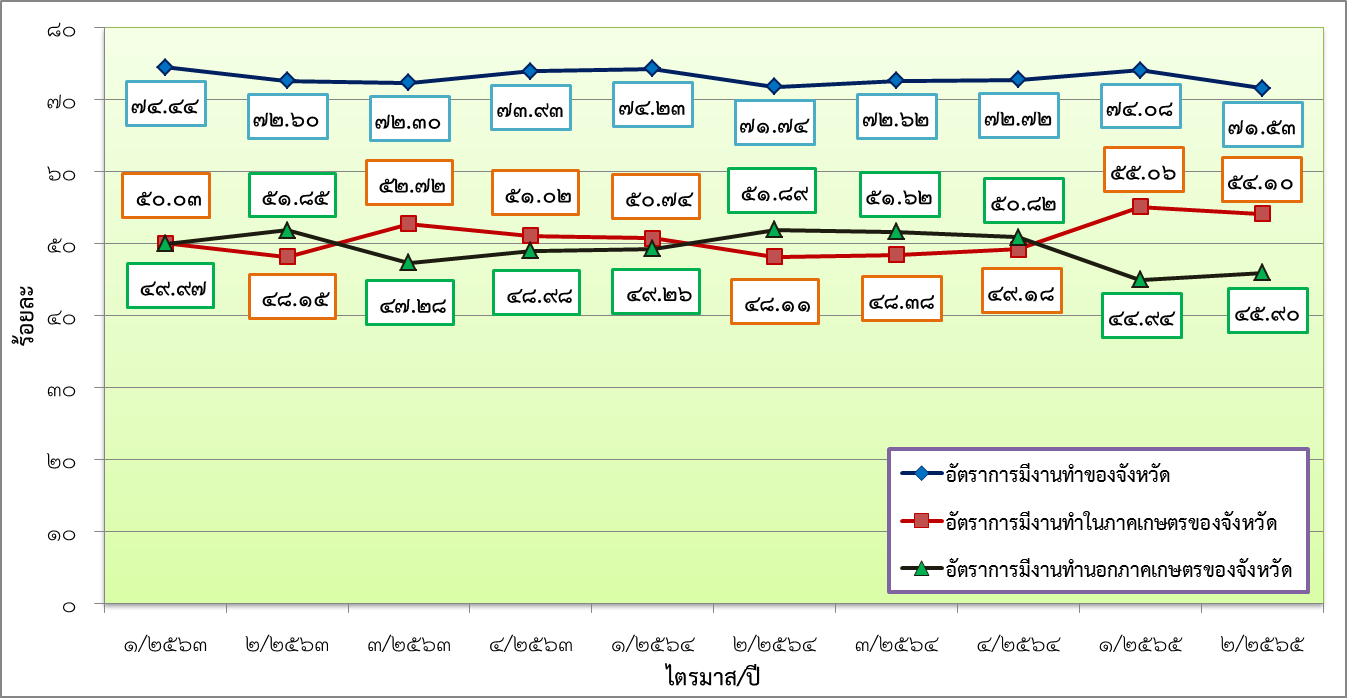 ๘๐
๗๐
๖๐
๕๐
๔๐
๓๐
๒๐
๑๐
๐
ร้อยละ
๗๔.๔๔ ๗๒.๖๐ ๗๒.๓๐ ๗๓.๙๓ ๗๔.๒๓ ๗๑.๗๔ ๗๒.๖๒ ๗๒.๗๒ ๗๔.๐๘ ๗๑.๕๓
๕๐.๐๓ ๕๑.๘๕ ๕๒.๗๒ ๕๑.๐๒ ๕๐.๗๔ ๕๑.๘๙ ๕๑.๖๒ ๕๐.๘๒ ๕๕.๐๖ ๕๔.๑๐
๔๙.๙๗ ๔๘.๑๕ ๔๗.๒๘ ๔๘.๙๘ ๔๙.๒๖ ๔๘.๑๑ ๔๘.๓๘ ๔๙.๑๘ ๔๔.๙๔ ๔๕.๙๐
อัตราการมีงานทำของจังหวัด
อัตราการมีงานทำในภาคเกษตรของจังหวัด
อัตราการมีงานทำนอกภาคเกษตรของจังหวัด
๑/๒๕๖๓ ๒/๒๕๖๓ ๓/๒๕๖๓ ๔/๒๕๖๓ ๑/๒๕๖๔ ๒/๒๕๖๔ ๓/๒๕๖๔ ๔/๒๕๖๔ ๑/๒๕๖๕ ๒/๒๕๖๕
ไตรมาส/ปี